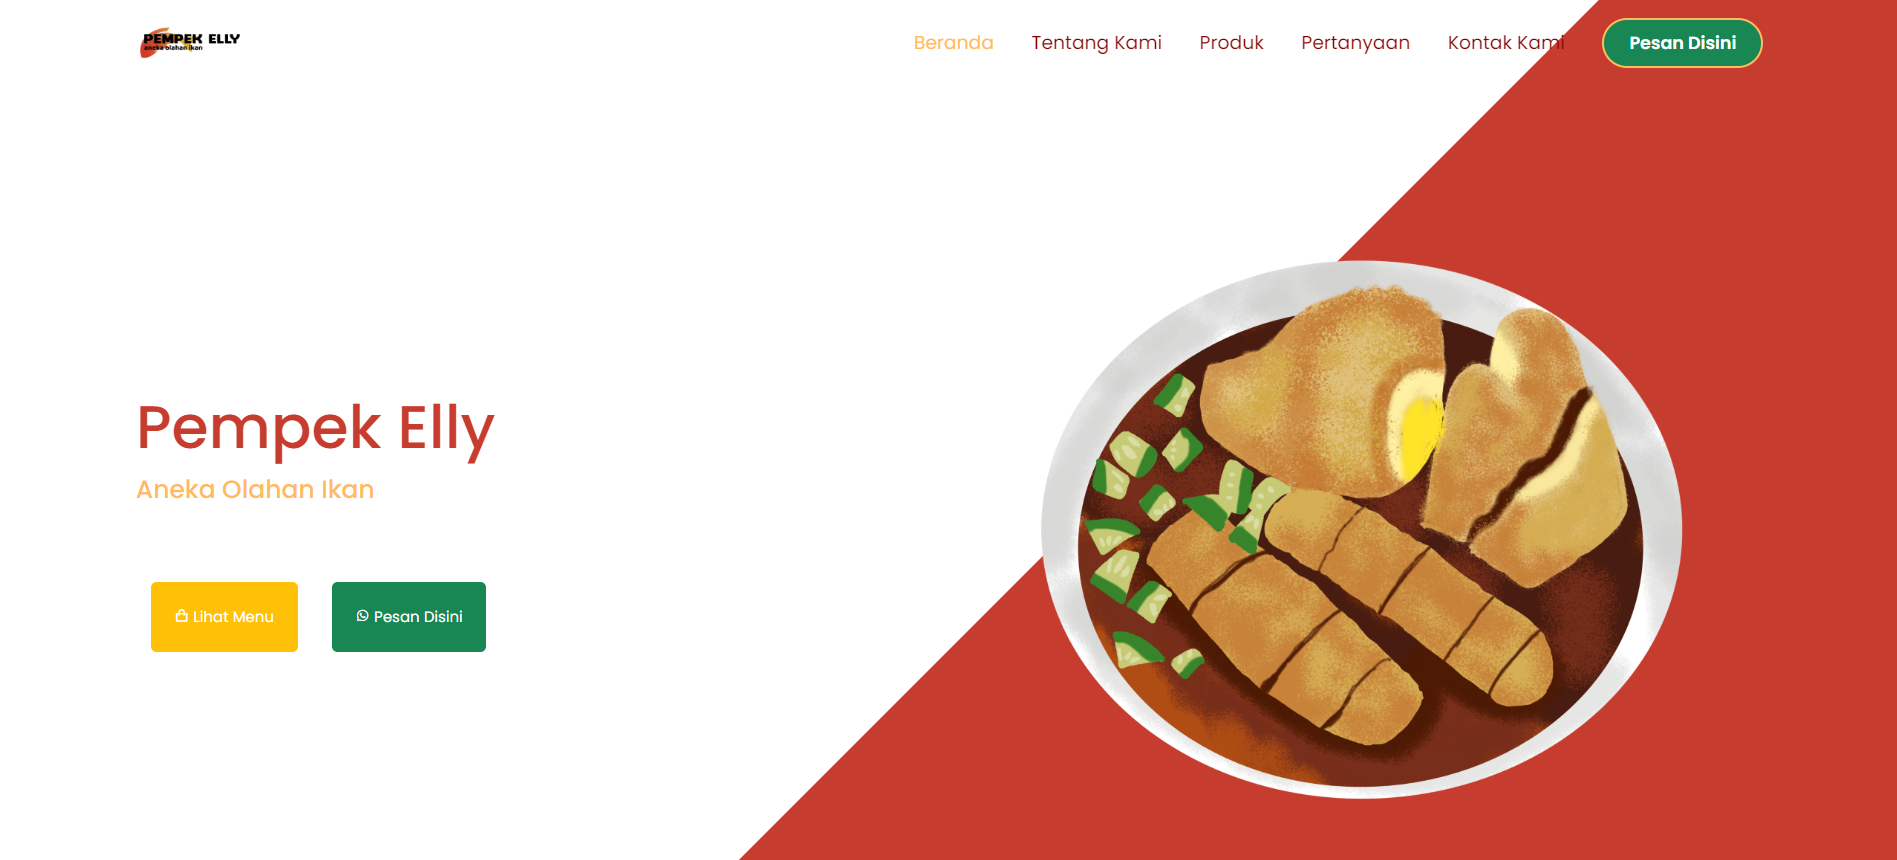 PEMPEK ELLY
aneka olahan ikan
Beranda
Tentang Kami
Produk
Pertanyaan
Kontak Kami
Pesan Disini
Pempek Elly
Aneka Olahan Ikan
Lihat Menu
Pesan Disini